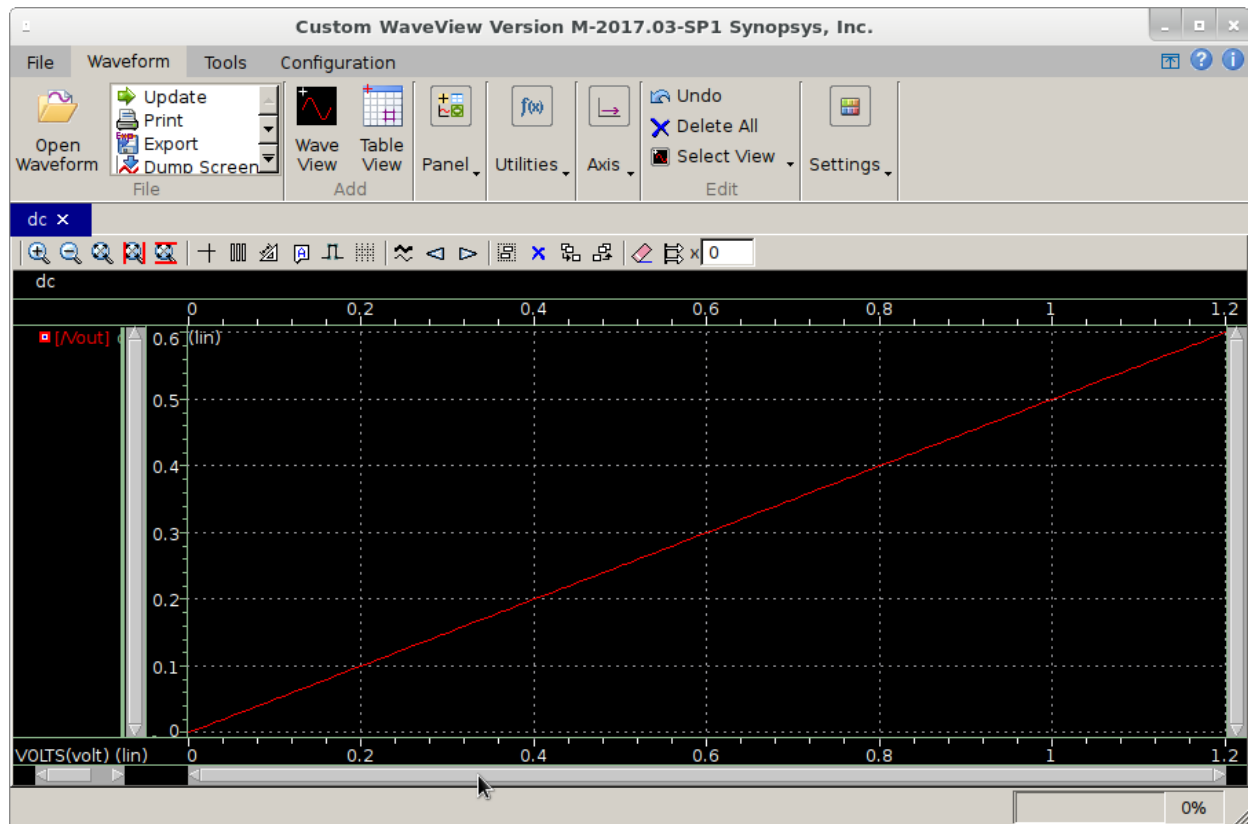 Custom WaveView Version M-2017.03-SP1 Synopsys, Inc.
File Waveform Tools Configuration
Open Waveform
Update
Print
Export
Dump Screen
File
Wave View
Table View
Add
Panel
Utilities
Axis
Undo
Delete All
Select View
Edit
Settings
dc
x 0
dc
0 0.2 0.4 0.6 0.8 1 1.2
[/Vout]
0.6 (lin)
0.5
0.4
0.3
0.2
0.1
0
VOLTS(volt) (lin) 0 0.2 0.4 0.6 0.8 1 1.2
0%